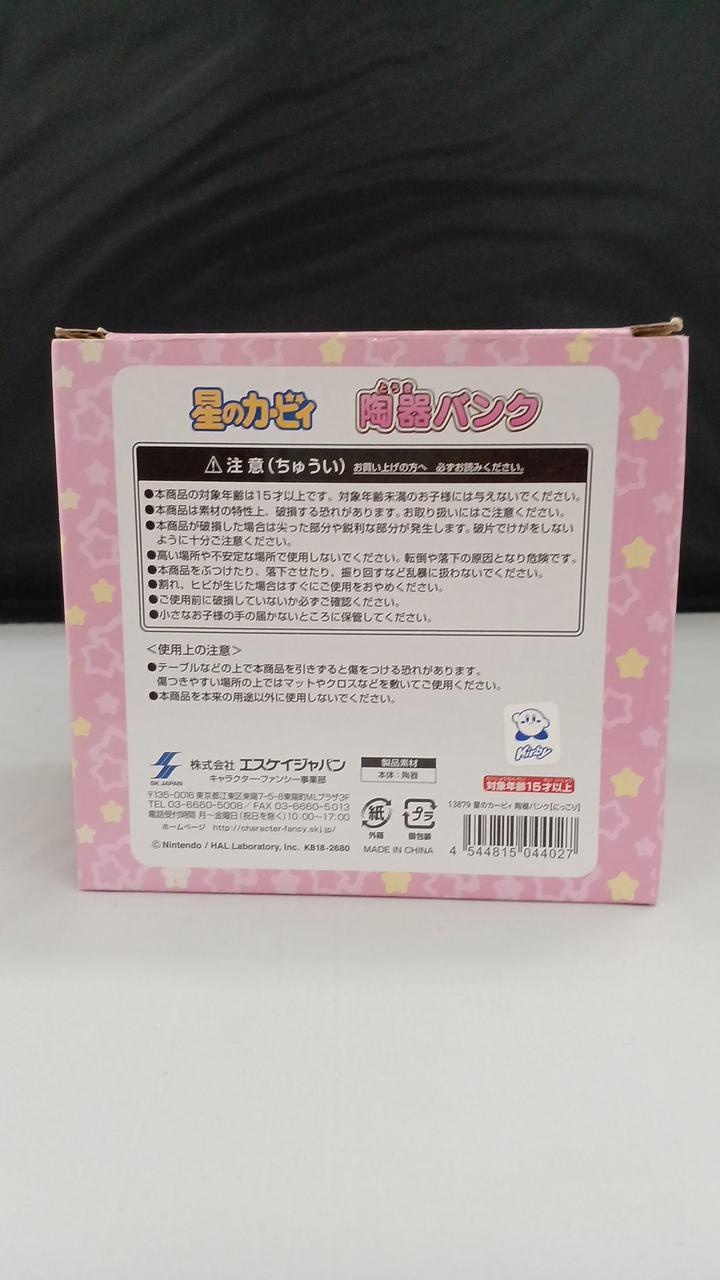 星のカービィ 陶器バンク
とうき
⚠注意(ちゅうい) お買い上げの方へ 必ずお読みください。
●本商品の対象年齢は15才以上です。対象年齢未満のお子様には与えないでください。
●本商品は素材の特性上、破損する恐れがあります。お取り扱いにはご注意ください。
●本商品が破損した場合は尖った部分や鋭利な部分が発生します。破片でけがをしない
ように十分ご注意ください。
●高い場所や不安定な場所で使用しないでください。転倒や落下の原因となり危険です。
●本商品をぶつけたり、落下させたり、振り回すなど乱暴に扱わないでください。
●割れ、ヒビが生じた場合はすぐにご使用をおやめください。
●ご使用前に破損していないか必ずご確認ください。
●小さなお子様の手の届かないところに保管してください。
<使用上の注意>
●テーブルなどの上で本商品を引きずると傷をつける恐れがあります。
傷つきやすい場所の上ではマットやクロスなどを敷いてご使用ください。
●本商品を本来の用途以外に使用しないでください。
Kirby
SK JAPAN
株式会社 エスケイジャパン
キャラクター・ファンシー事業部
〒135-0016 東京都江東区東陽7-5-8東陽町MLプラザ3F
TEL 03-6660-5008／FAX 03-6660-5013
電話受付時間 月〜金曜日(祝日を除く)10:00〜17:00
ホームページ http://character-fancy.skj.jp/
©Nintendo / HAL Laboratory, Inc. KB18-2680
製品素材
本体：陶器
紙 プラ
外箱 個包装
MADE IN CHINA
対象年齢15才以上
13879 星のカービィ 陶器バンク[にっこり]
4 544815 044027